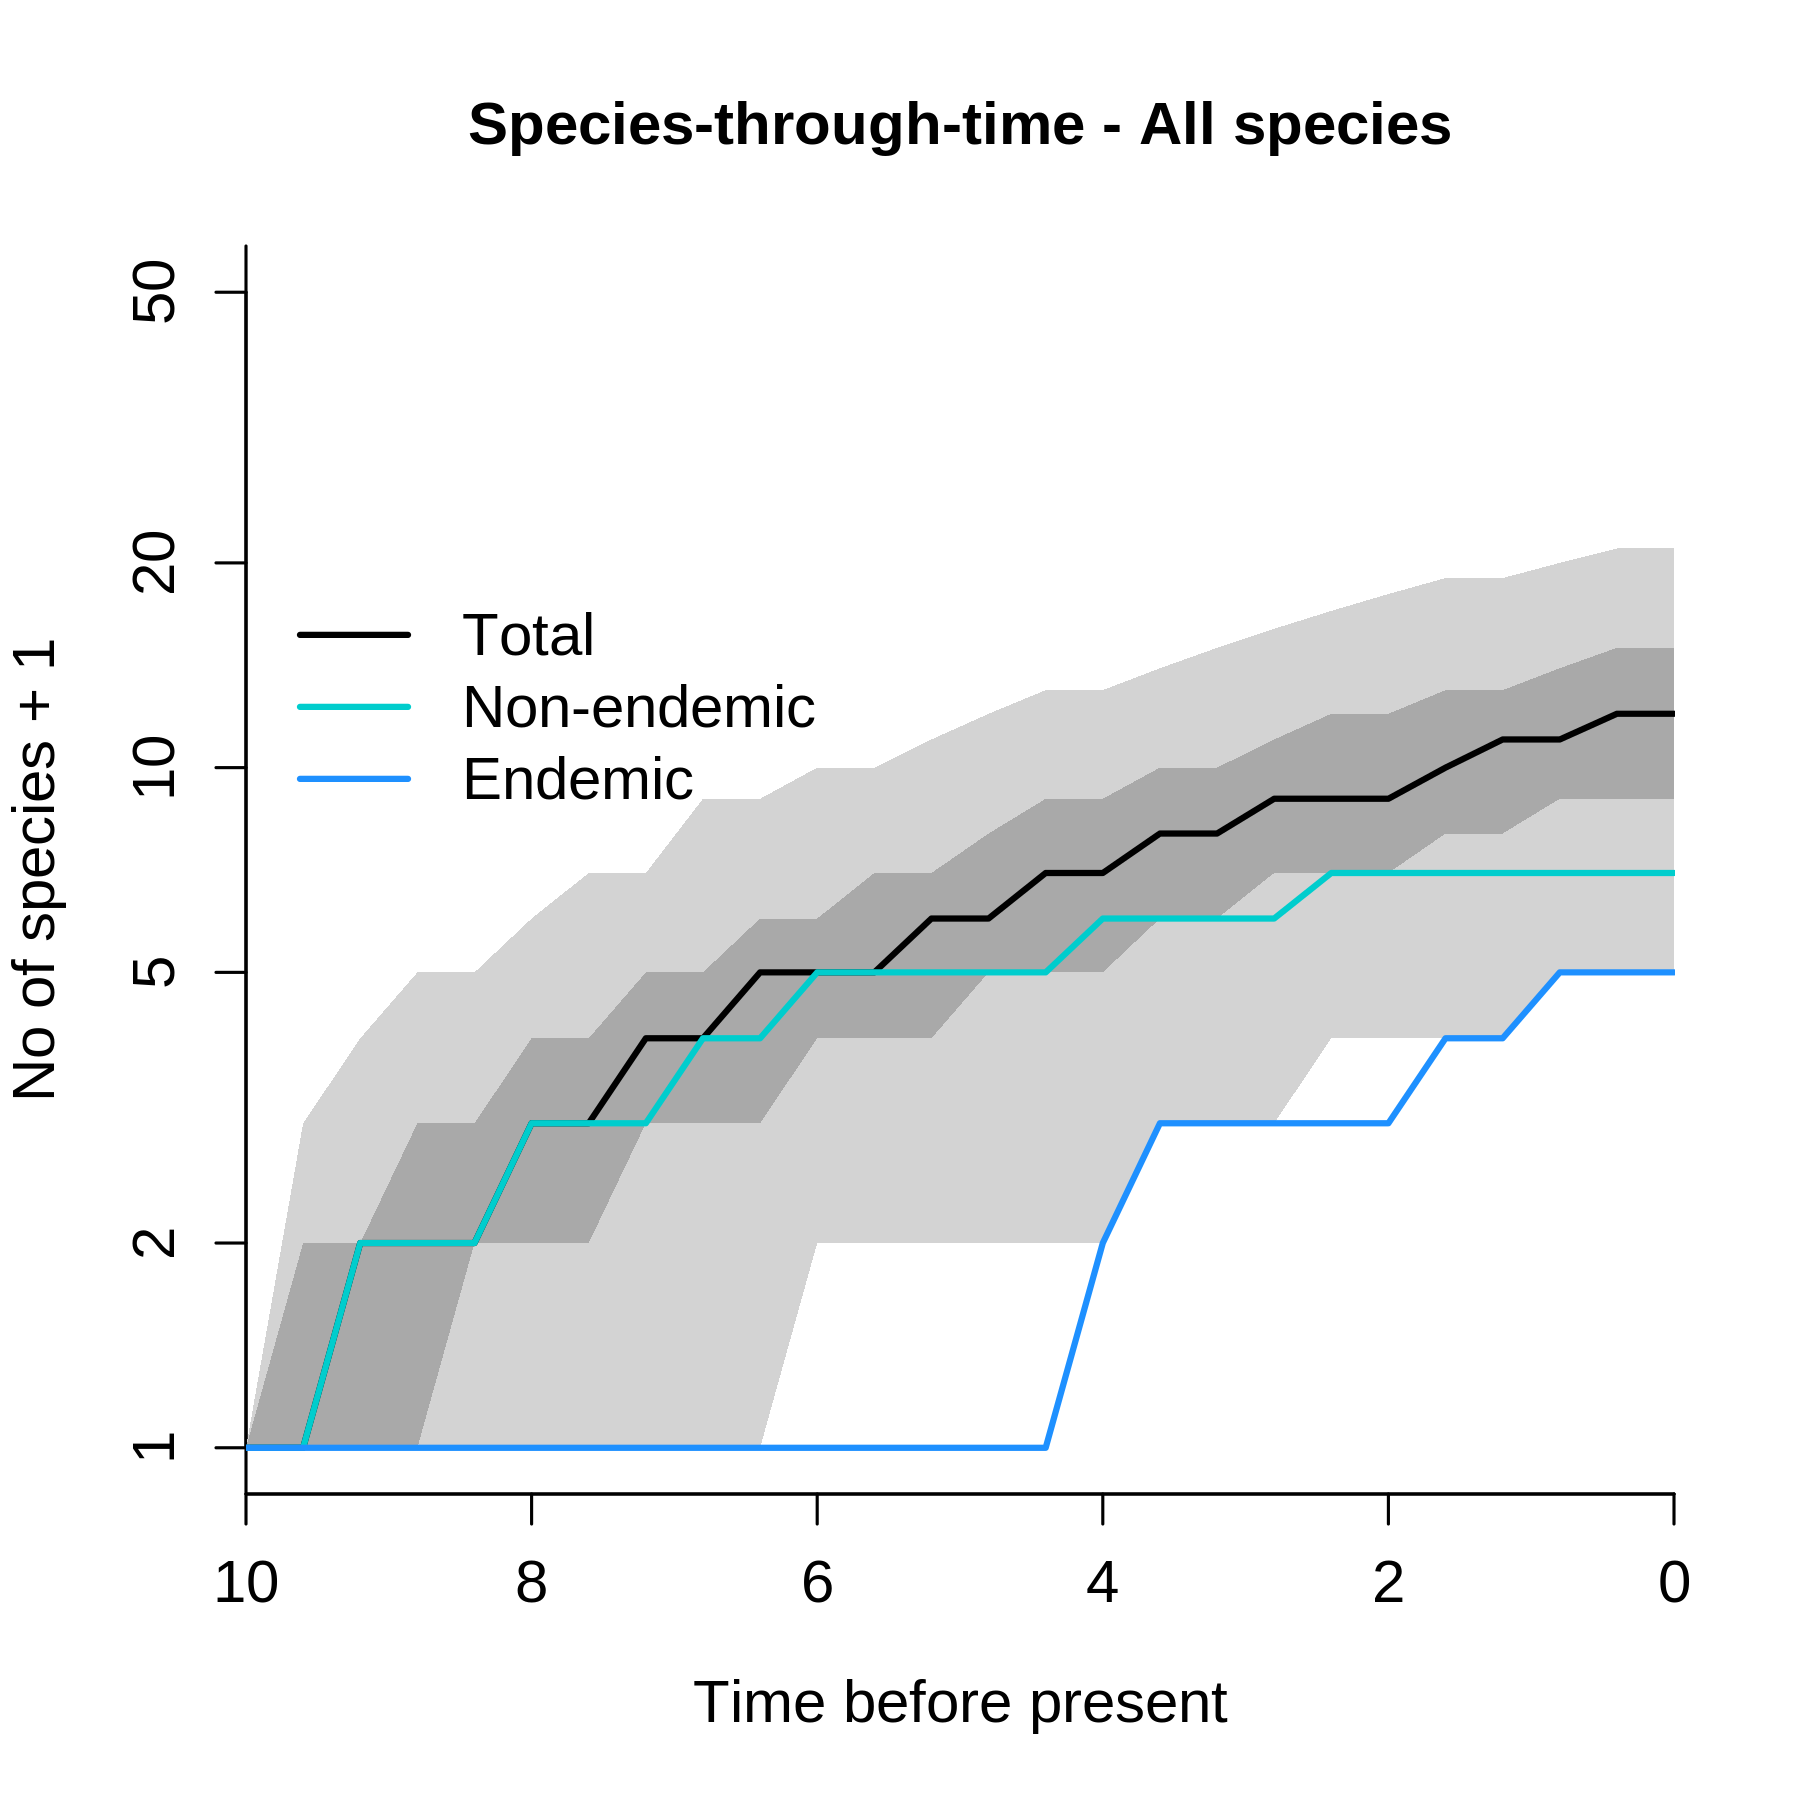 Species-through-time - All species
50
20
10
5
2
1
No of species + 1
Total
Non-endemic
Endemic
10 8 6 4 2 0
Time before present